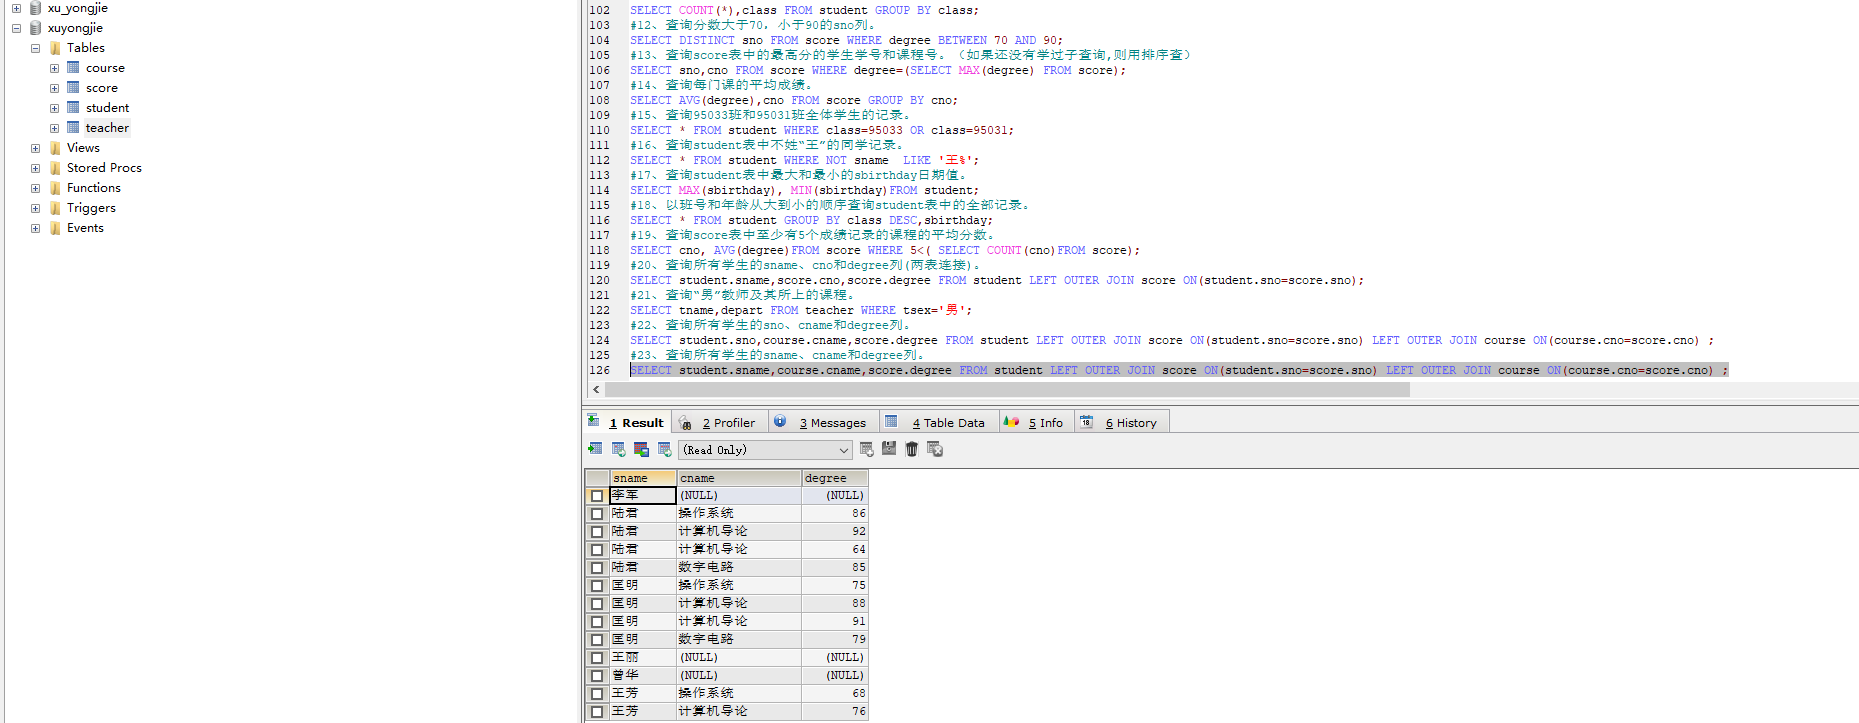 xu_yongjie
xuyongjie
Tables
course
score
student
teacher
Views
Stored Procs
Functions
Triggers
Events
102 SELECT COUNT(*),class FROM student GROUP BY class;
103 #12、查询分数大于70，小于90的sno列。
104 SELECT DISTINCT sno FROM score WHERE degree BETWEEN 70 AND 90;
105 #13、查询score表中的最高分的学生学号和课程号。（如果还没有学过子查询,则用排序查）
106 SELECT sno,cno FROM score WHERE degree=(SELECT MAX(degree) FROM score);
107 #14、查询每门课的平均成绩。
108 SELECT AVG(degree),cno FROM score GROUP BY cno;
109 #15、查询95033班和95031班全体学生的记录。
110 SELECT * FROM student WHERE class=95033 OR class=95031;
111 #16、查询student表中不姓“王”的同学记录。
112 SELECT * FROM student WHERE NOT sname  LIKE '王%';
113 #17、查询student表中最大和最小的sbirthday日期值。
114 SELECT MAX(sbirthday), MIN(sbirthday)FROM student;
115 #18、以班号和年龄从大到小的顺序查询student表中的全部记录。
116 SELECT * FROM student GROUP BY class DESC,sbirthday;
117 #19、查询score表中至少有5个成绩记录的课程的平均分数。
118 SELECT cno, AVG(degree)FROM score WHERE 5<( SELECT COUNT(cno)FROM score);
119 #20、查询所有学生的sname、cno和degree列(两表连接)。
120 SELECT student.sname,score.cno,score.degree FROM student LEFT OUTER JOIN score ON(student.sno=score.sno);
121 #21、查询“男”教师及其所上的课程。
122 SELECT tname,depart FROM teacher WHERE tsex='男';
123 #22、查询所有学生的sno、cname和degree列。
124 SELECT student.sno,course.cname,score.degree FROM student LEFT OUTER JOIN score ON(student.sno=score.sno) LEFT OUTER JOIN course ON(course.cno=score.cno) ;
125 #23、查询所有学生的sname、cname和degree列。
126 SELECT student.sname,course.cname,score.degree FROM student LEFT OUTER JOIN score ON(student.sno=score.sno) LEFT OUTER JOIN course ON(course.cno=score.cno) ;
1 Result 2 Profiler 3 Messages 4 Table Data 5 Info 18 6 History
(Read Only)
sname cname degree
李军 (NULL) (NULL)
陆君 操作系统 86
陆君 计算机导论 92
陆君 计算机导论 64
陆君 数字电路 85
匡明 操作系统 75
匡明 计算机导论 88
匡明 计算机导论 91
匡明 数字电路 79
王丽 (NULL) (NULL)
曾华 (NULL) (NULL)
王芳 操作系统 68
王芳 计算机导论 76